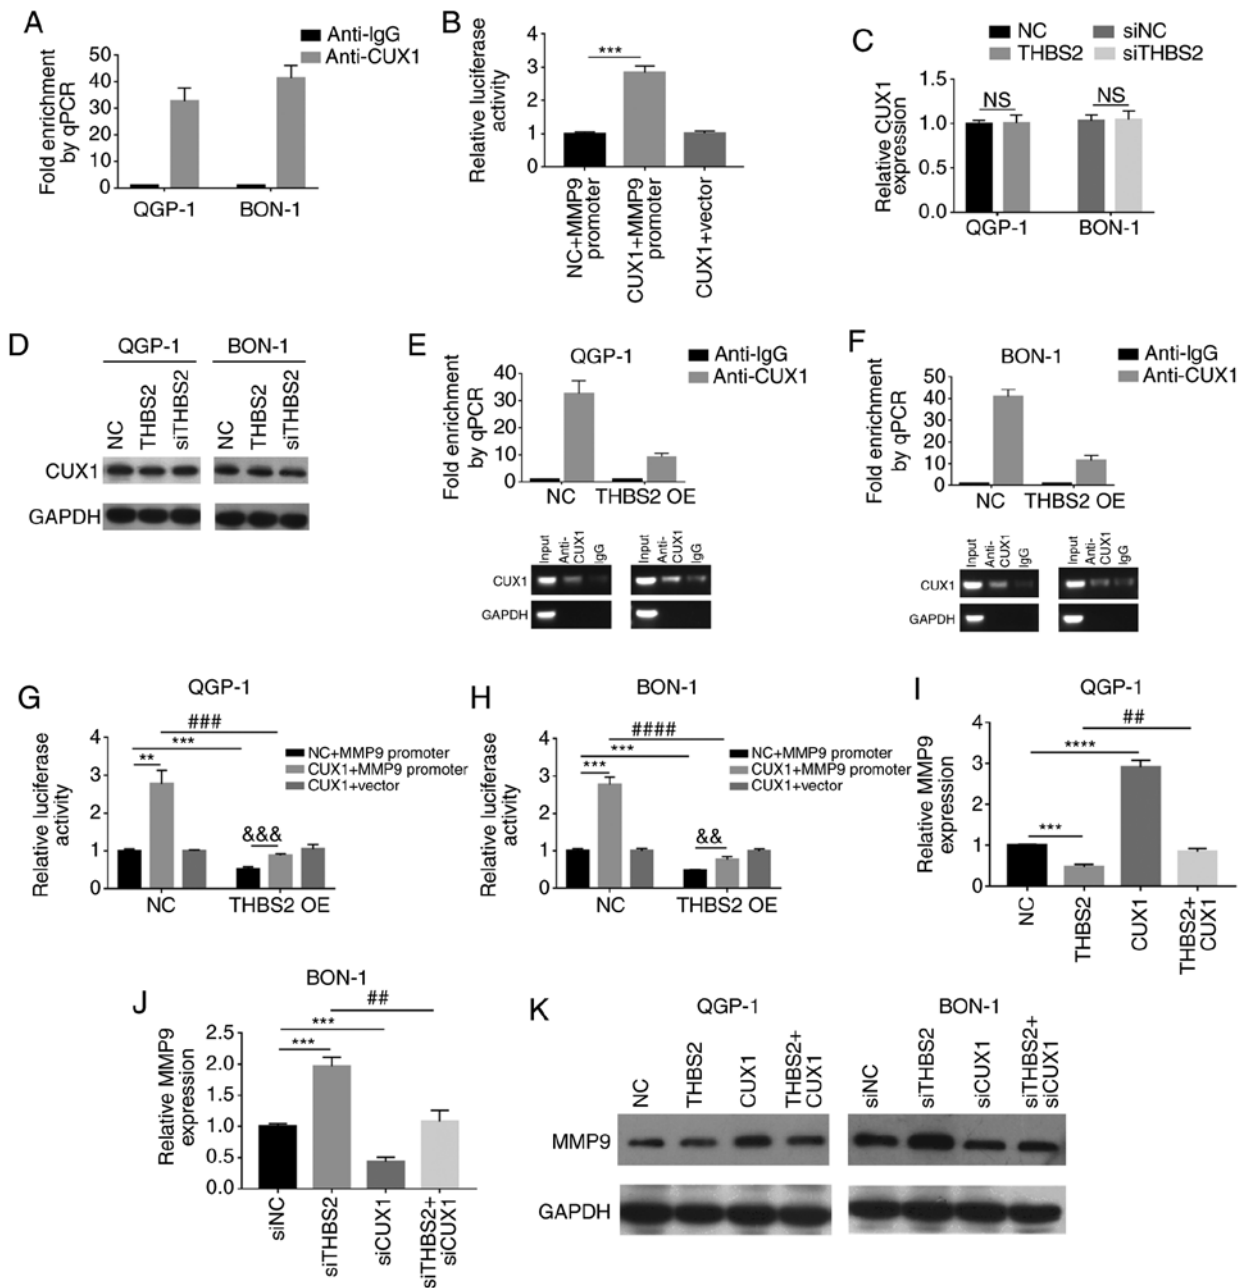 A
Anti-IgG
Anti-CUX1
Fold enrichment
by qPCR
50
40
30
20
10
0
QGP-1
BON-1
B
Relative luciferase
activity
4
3
2
1
0
***
NC+MMP9
promoter
CUX1+MMP9
promoter
CUX1+vector
C
NC
siNC
THBS2
siTHBS2
Relative CUX1
expression
1.5
1.0
0.5
0.0
NS
NS
QGP-1
BON-1
D
QGP-1
BON-1
NC
THBS2
siTHBS2
NC
THBS2
siTHBS2
CUX1
GAPDH
E
QGP-1
Anti-IgG
Anti-CUX1
Fold enrichment
by qPCR
40
30
20
10
0
NC
THBS2 OE
Input
Anti-
CUX1
IgG
Input
Anti-
CUX1
IgG
CUX1
GAPDH
F
BON-1
Anti-IgG
Anti-CUX1
Fold enrichment
by qPCR
50
40
30
20
10
0
NC
THBS2 OE
Input
Anti-
CUX1
IgG
Input
Anti-
CUX1
IgG
CUX1
GAPDH
G
QGP-1
Relative luciferase
activity
4
3
2
1
0
###
***
**
&&&
NC+MMP9 promoter
CUX1+MMP9 promoter
CUX1+vector
NC
THBS2 OE
H
BON-1
Relative luciferase
activity
4
3
2
1
0
####
***
***
&&
NC+MMP9 promoter
CUX1+MMP9 promoter
CUX1+vector
NC
THBS2 OE
I
QGP-1
Relative MMP9
expression
4
3
2
1
0
##
****
***
NC
THBS2
CUX1
THBS2+
CUX1
J
BON-1
Relative MMP9
expression
2.5
2.0
1.5
1.0
0.5
0.0
##
***
***
siNC
siTHBS2
siCUX1
siTHBS2+
siCUX1
K
QGP-1
BON-1
NC
THBS2
CUX1
THBS2+
CUX1
siNC
siTHBS2
siCUX1
siTHBS2+
siCUX1
MMP9
GAPDH